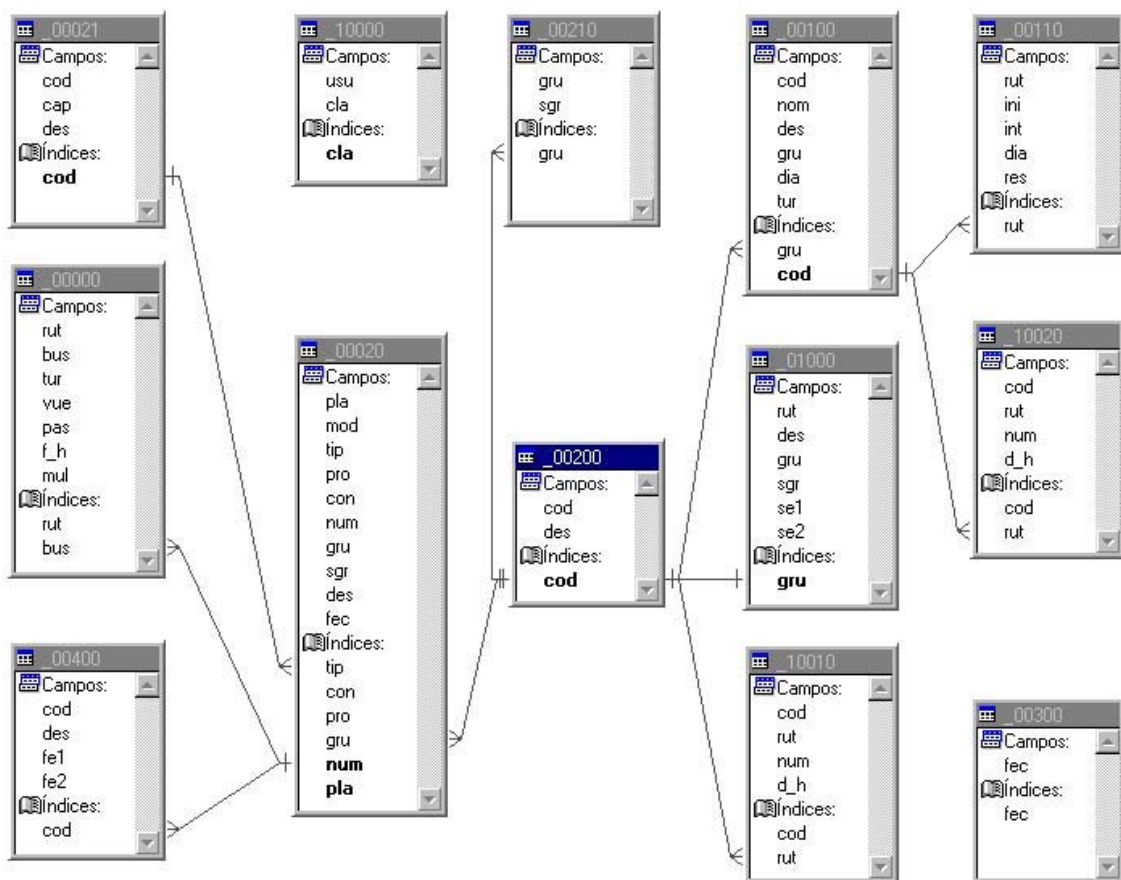 _00021
Campos:
cod
cap
des
Índices:
cod
_10000
Campos:
usu
cla
Índices:
cla
_00210
Campos:
gru
sgr
Índices:
gru
_00100
Campos:
cod
nom
des
gru
dia
tur
Índices:
gru
cod
_00110
Campos:
rut
ini
int
dia
res
Índices:
rut
_00000
Campos:
rut
bus
tur
vue
pas
f_h
mul
Índices:
rut
bus
_00020
Campos:
pla
mod
tip
pro
con
num
gru
sgr
des
fec
Índices:
tip
con
pro
gru
num
pla
_00200
Campos:
cod
des
Índices:
cod
_01000
Campos:
rut
des
gru
sgr
se1
se2
Índices:
gru
_10020
Campos:
cod
rut
num
d_h
Índices:
cod
rut
_00400
Campos:
cod
des
fe1
fe2
Índices:
cod
_10010
Campos:
cod
rut
num
d_h
Índices:
cod
rut
_00300
Campos:
fec
Índices:
fec